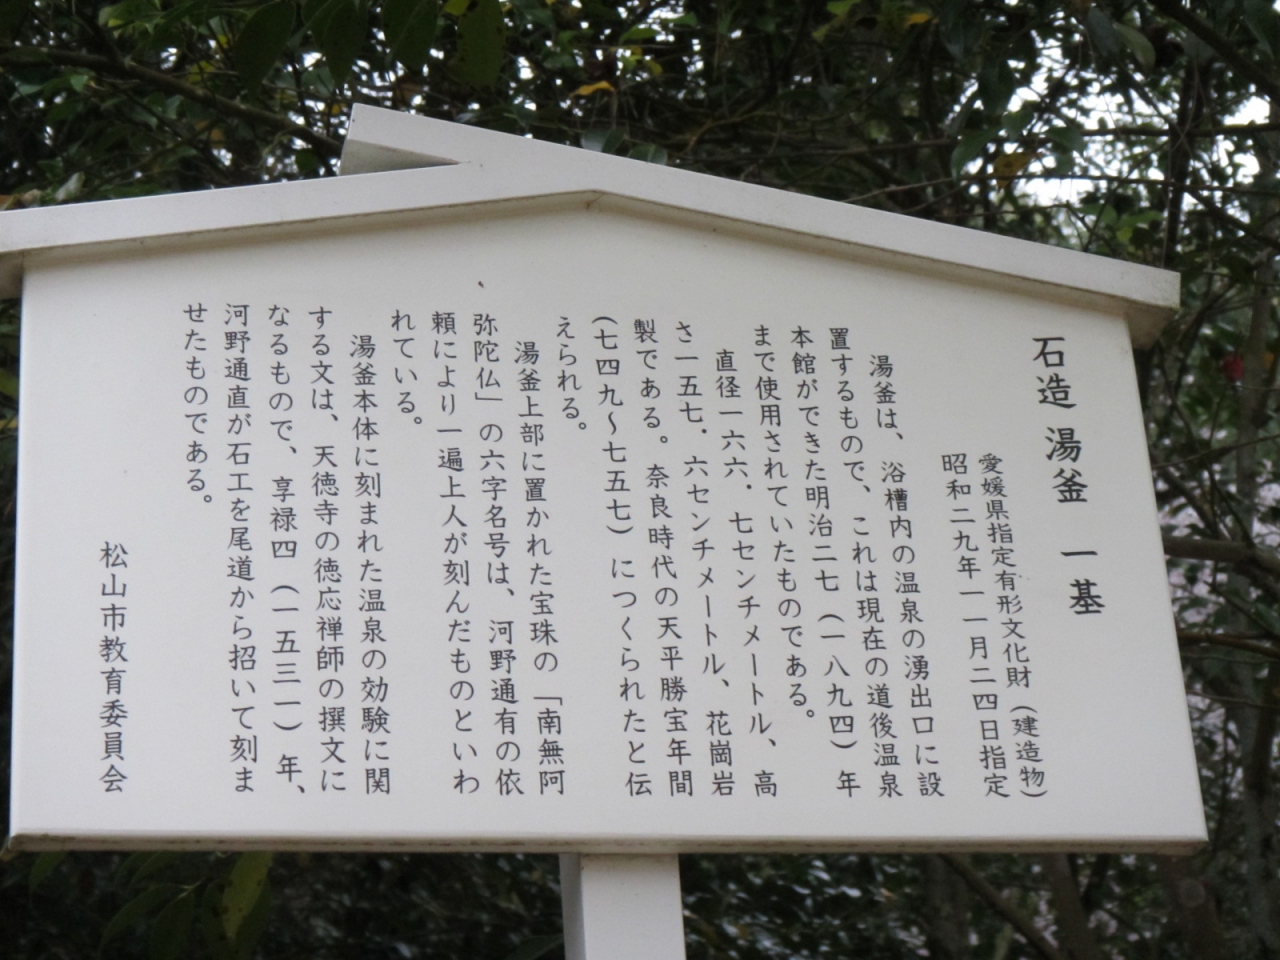 石造 湯釜 一基
愛媛県指定有形文化財（建造物）
昭和二九年一一月二四日指定
湯釜は、浴槽内の温泉の湧出口に設
置するもので、これは現在の道後温泉
本館ができた明治二七（一八九四）年
まで使用されていたものである。
直径一六六．七センチメートル、高
さ一五七．六センチメートル、花崗岩
製である。奈良時代の天平勝宝年間
（七四九～七五七）につくられたと伝
えられる。
湯釜上部に置かれた宝珠の「南無阿
弥陀仏」の六字名号は、河野通有の依
頼により一遍上人が刻んだものといわ
れている。
湯釜本体に刻まれた温泉の効験に関
する文は、天徳寺の徳応禅師の撰文に
なるもので、享禄四（一五三一）年、
河野通直が石工を尾道から招いて刻ま
せたものである。
松山市教育委員会